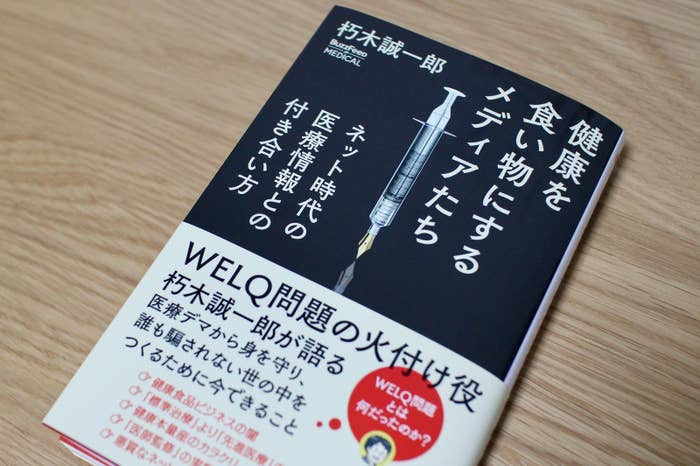 朽木誠一郎
BuzzFeed
MEDICAL
健康を
食い物にする
メディアたち
ネット時代の
医療情報との
付き合い方
WELQ問題の火付け役
朽木誠一郎が語る
医療デマから身を守り、
誰も騙されない世の中を
つくるために今できること
WELQ問題
とは
何だったのか?
健康食品ビジネスの闇
「標準治療」より「先進医療」
健康本量産のカラクリ
「医師監修」の実
悪質なネッ